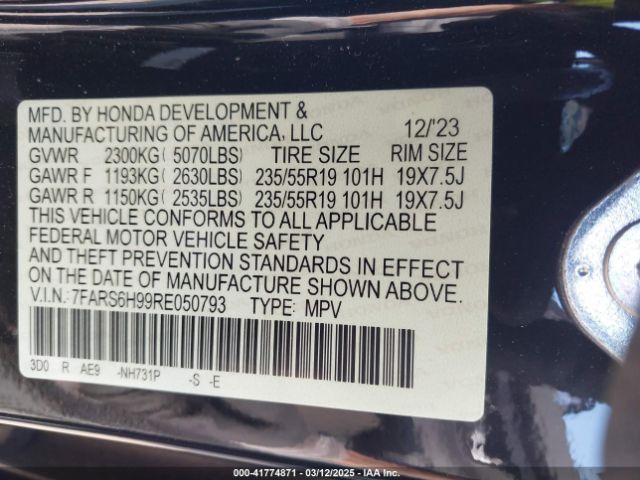 MFD. BY HONDA DEVELOPMENT &
MANUFACTURING OF AMERICA, LLC 12/'23
GVWR 2300KG( 5070LBS) TIRE SIZE RIM SIZE
GAWR F 1193KG( 2630LBS) 235/55R19 101H 19X7.5J
GAWR R 1150KG( 2535LBS) 235/55R19 101H 19X7.5J
THIS VEHICLE CONFORMS TO ALL APPLICABLE
FEDERAL MOTOR VEHICLE SAFETY
AND THEFT PREVENTION STANDARDS IN EFFECT
ON THE DATE OF MANUFACTURE SHOWN ABOVE.
V.I.N.:7FARS6H99RE050793 TYPE: MPV
3D0 R AE9 -NH731P -S -E
000-41774871 — 03/12/2025 — IAA Inc.